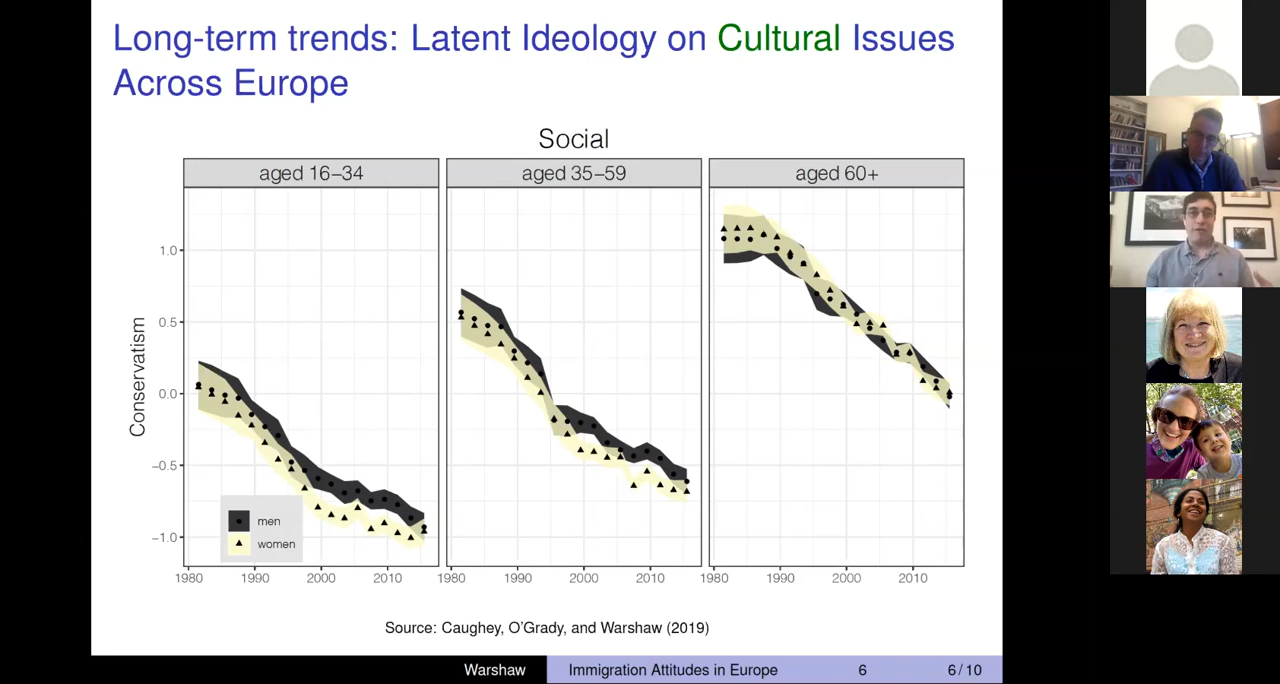 Long-term trends: Latent Ideology on Cultural Issues
Across Europe
Social
aged 16–34
aged 35–59
aged 60+
Conservatism
1.0
0.5
0.0
−0.5
−1.0
men
women
1980 1990 2000 2010
1980 1990 2000 2010
1980 1990 2000 2010
Source: Caughey, O'Grady, and Warshaw (2019)
Warshaw Immigration Attitudes in Europe 6 6 / 10